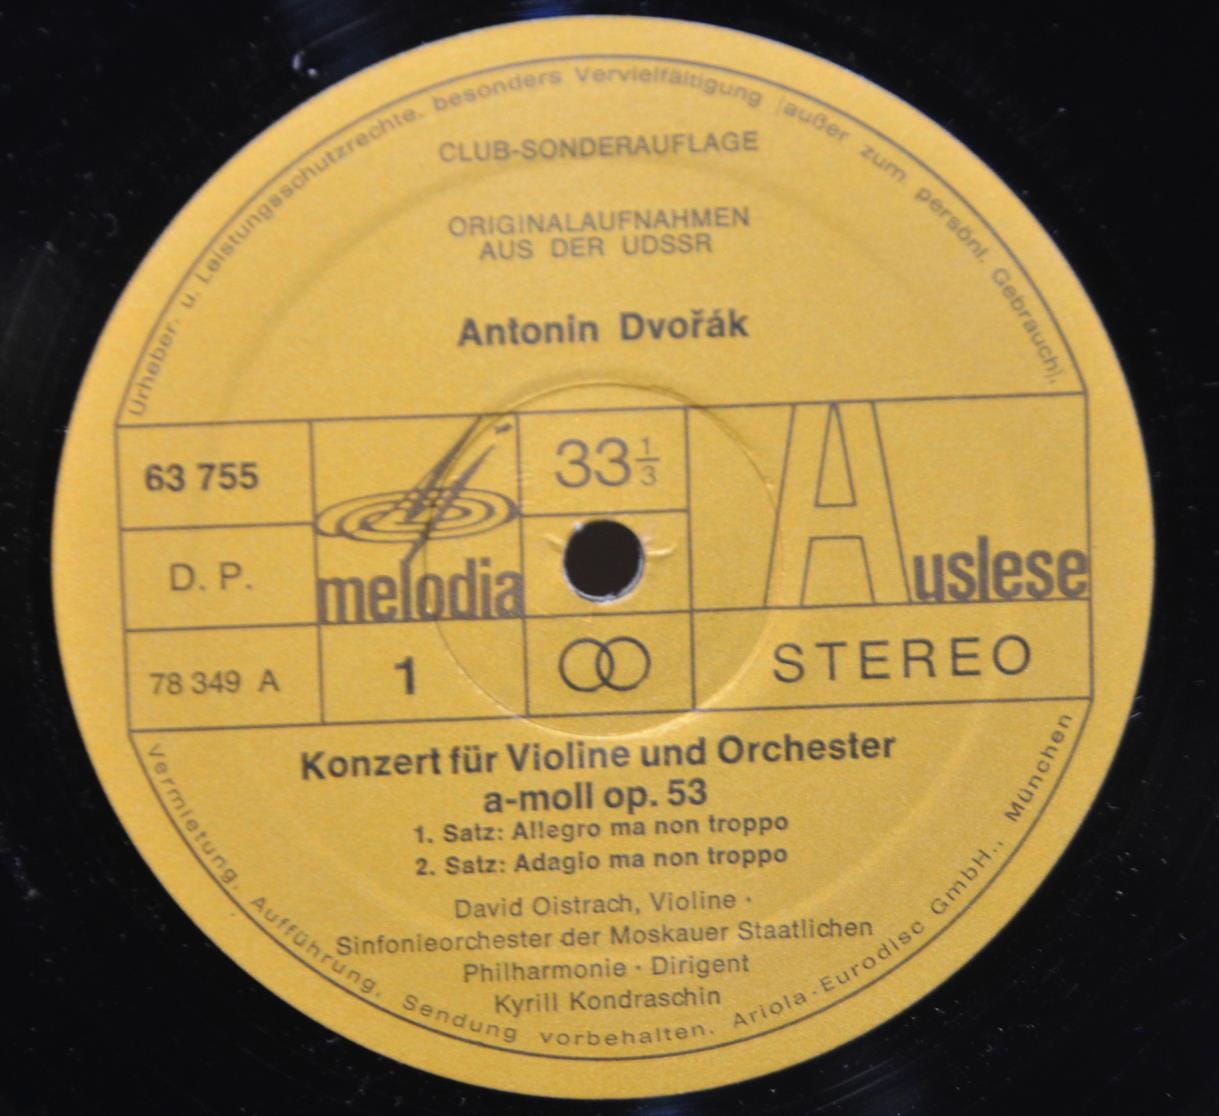 Urheber- u. Leistungsschutzrechte, besonders Vervielfältigung (außer zum persönl. Gebrauch),
CLUB-SONDERAUFLAGE
ORIGINALAUFNAHMEN
AUS DER UDSSR
Antonin Dvořák
63 755
D. P.
78 349 A
melodia
1
33 1/3
Auslese
STEREO
Konzert für Violine und Orchester
a-moll op. 53
1. Satz: Allegro ma non troppo
2. Satz: Adagio ma non troppo
David Oistrach, Violine ·
Sinfonieorchester der Moskauer Staatlichen
Philharmonie · Dirigent
Kyrill Kondraschin
Vermietung, Aufführung, Sendung vorbehalten. Ariola-Eurodisc GmbH., München